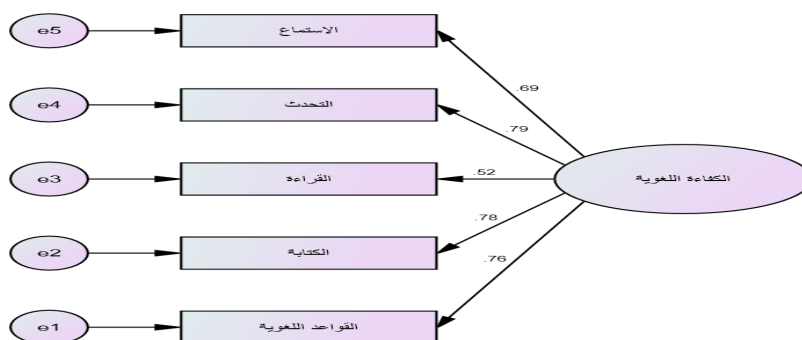 e5
الاستماع
.69
e4
التحدث
.79
e3
القراءة
.52
الكفاءة اللغوية
e2
الكتابة
.78
e1
القواعد اللغوية
.76